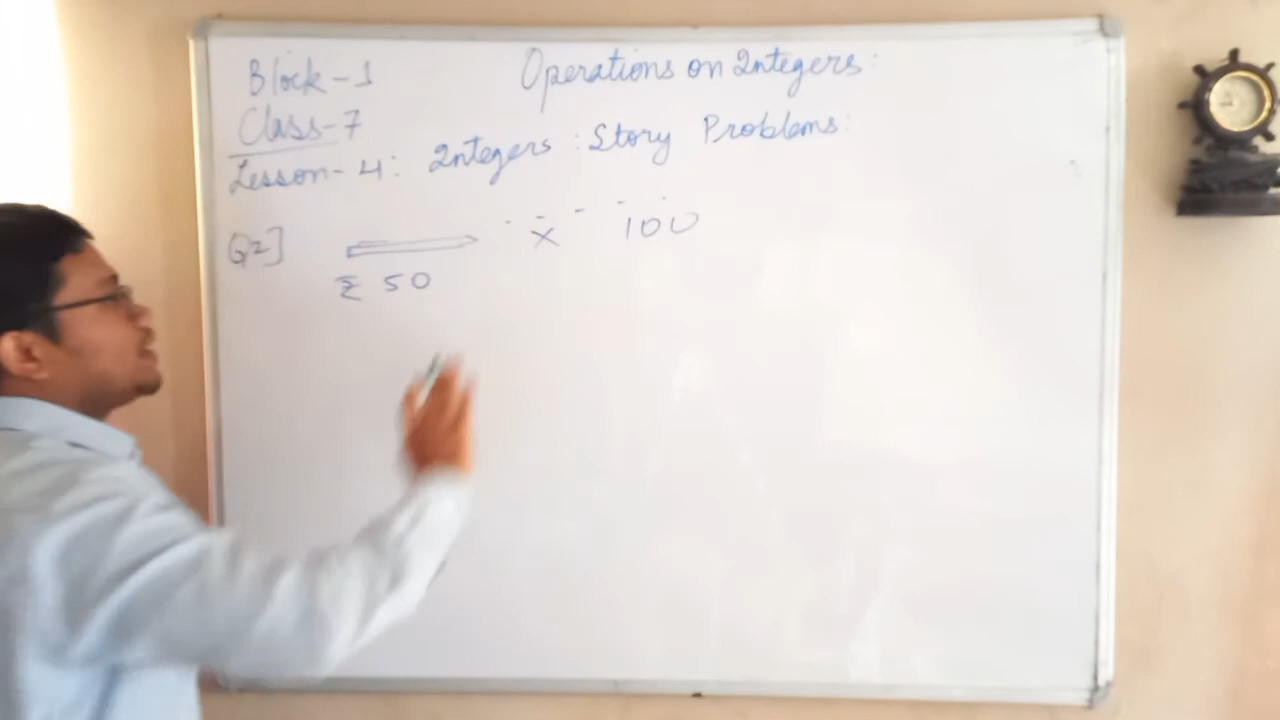 Block-1
Operations on Integers:
Class-7
Lesson-4: Integers: Story Problems:
Q2] x 100
₹ 50